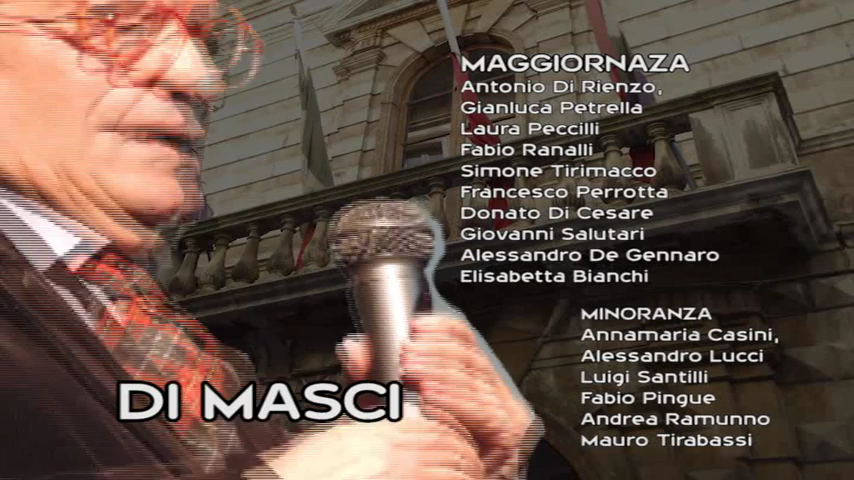 MAGGIORNAZA
Antonio Di Rienzo,
Gianluca Petrella
Laura Peccilli
Fabio Ranalli
Simone Tirimacco
Francesco Perrotta
Donato Di Cesare
Giovanni Salutari
Alessandro De Gennaro
Elisabetta Bianchi
MINORANZA
Annamaria Casini,
Alessandro Lucci
Luigi Santilli
Fabio Pingue
Andrea Ramunno
Mauro Tirabassi
DI MASCI